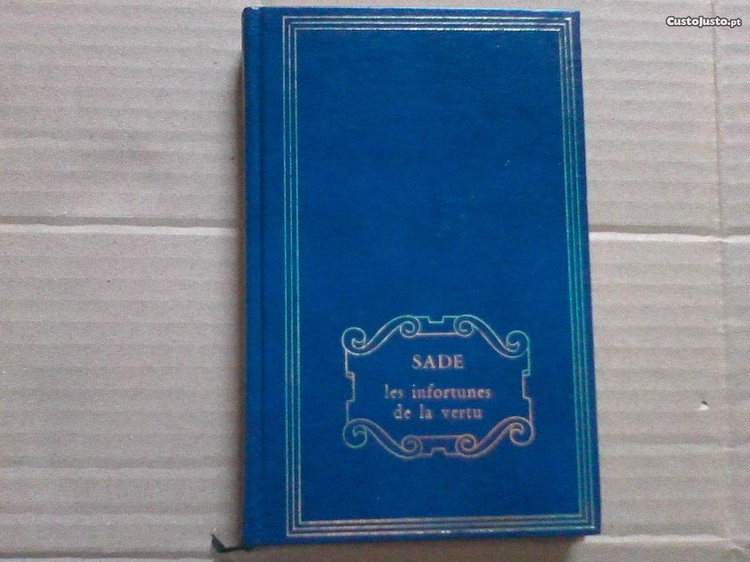 CustoJusto.pt
SADE
les infortunes
de la vertu